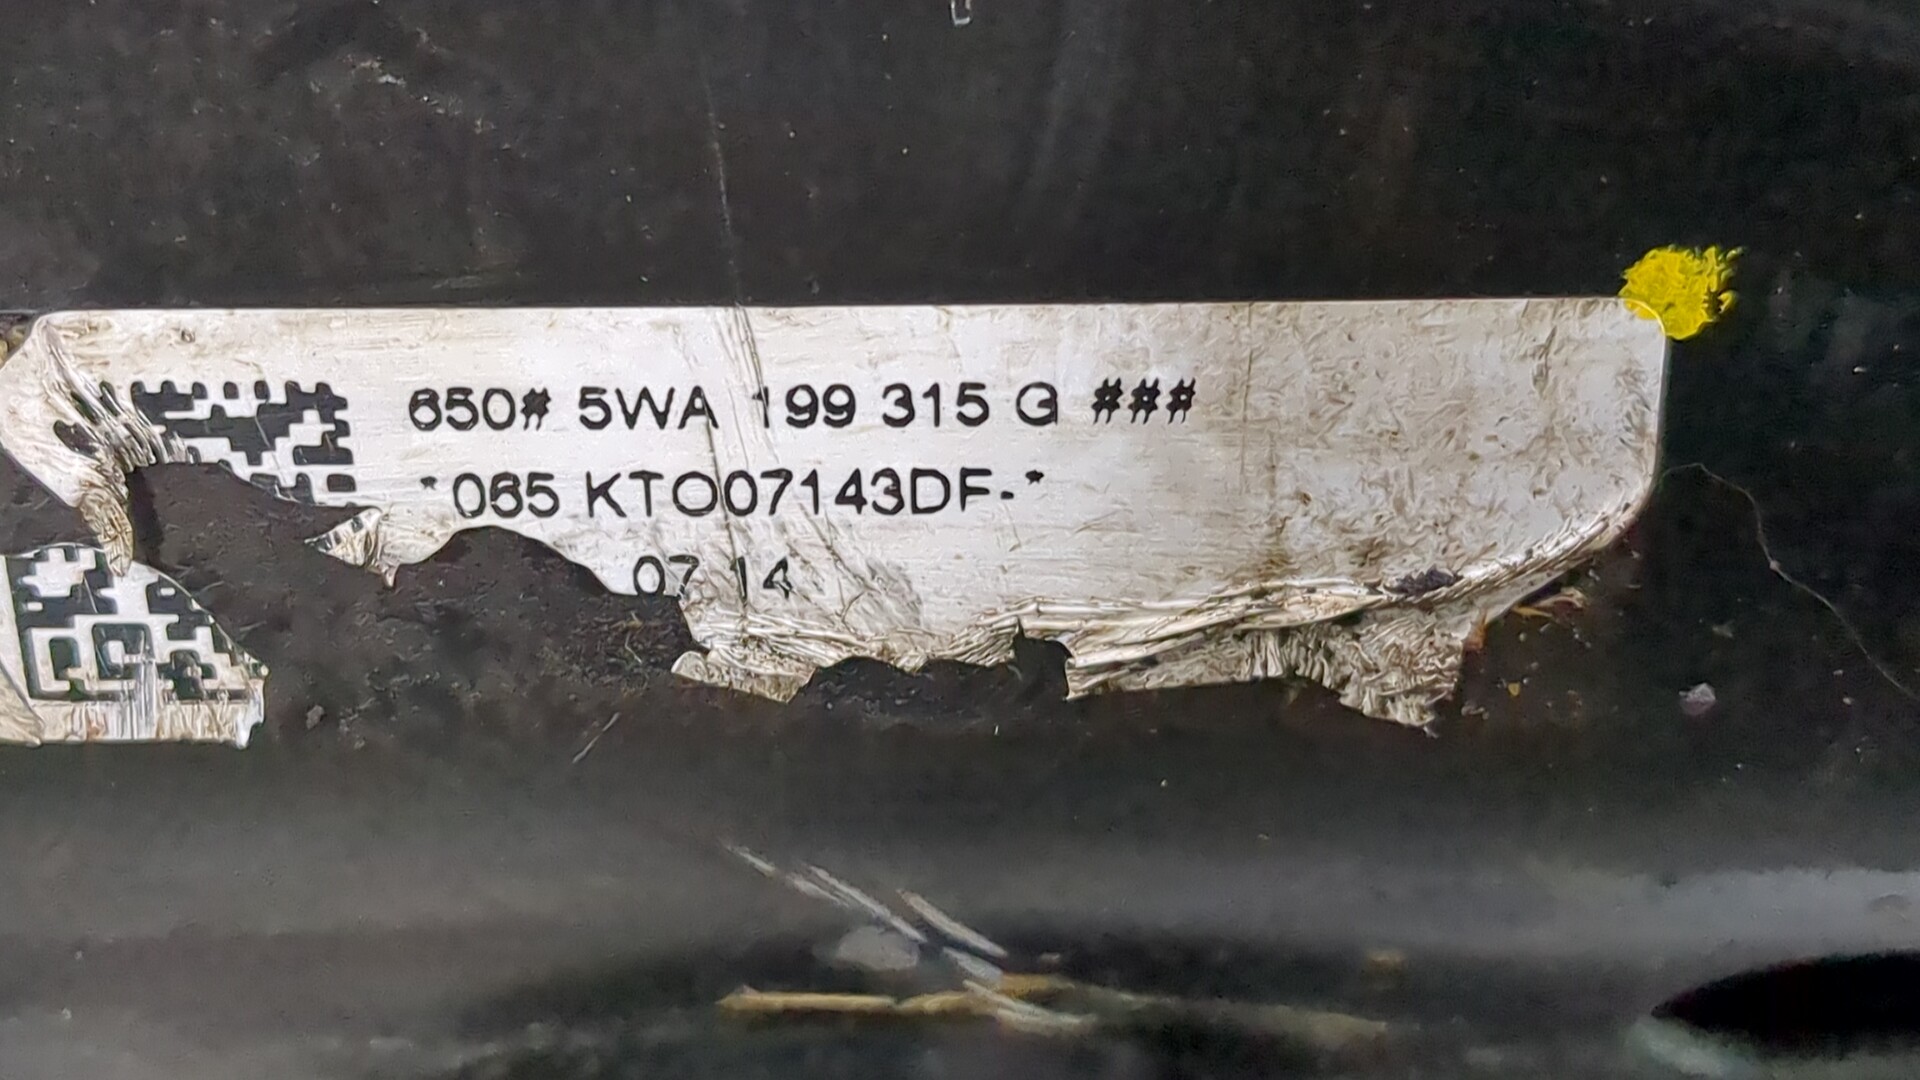 650# 5WA 199 315 G ###
*065 KTO07143DF-*
07 14